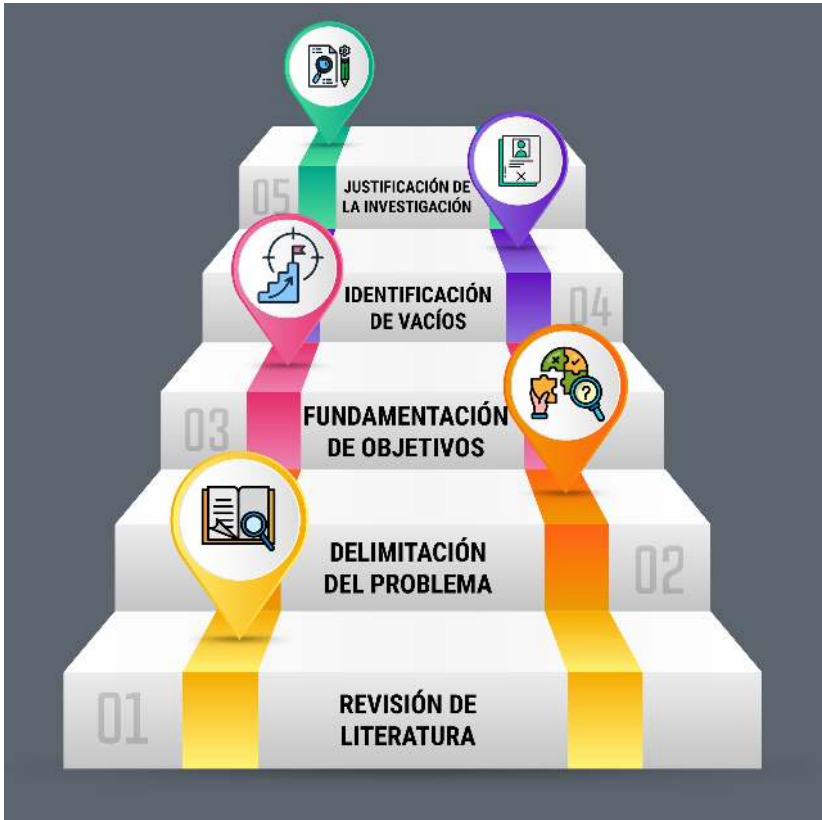 05
JUSTIFICACIÓN DE
LA INVESTIGACIÓN
IDENTIFICACIÓN
DE VACÍOS
04
03
FUNDAMENTACIÓN
DE OBJETIVOS
?
DELIMITACIÓN
DEL PROBLEMA
02
01
REVISIÓN DE
LITERATURA